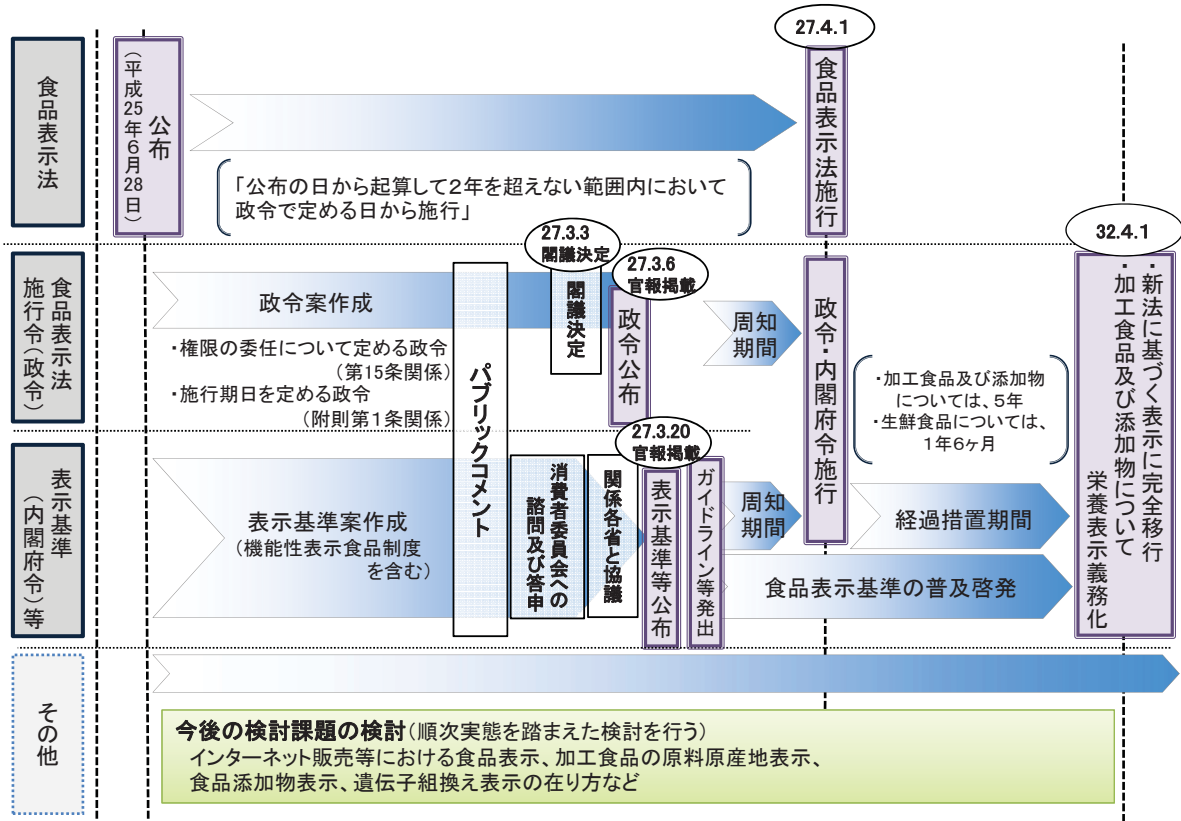 食品表示法
公布
(平成25年6月28日)
「公布の日から起算して2年を超えない範囲内において
政令で定める日から施行」
27.4.1
食品表示法施行
食品表示法
施行令(政令)
政令案作成
・権限の委任について定める政令
(第15条関係)
・施行期日を定める政令
(附則第1条関係)
パブリックコメント
27.3.3
閣議決定
閣議決定
27.3.6
官報掲載
政令公布
周知
期間
政令・内閣府令施行
・加工食品及び添加物
については、5年
・生鮮食品については、
1年6ヶ月
32.4.1
・新法に基づく表示に完全移行
・加工食品及び添加物について
栄養表示義務化
表示基準
(内閣府令)等
表示基準案作成
(機能性表示食品制度
を含む)
消費者委員会への
諮問及び答申
関係各省と協議
27.3.20
官報掲載
表示基準等公布
ガイドライン等発出
周知
期間
経過措置期間
食品表示基準の普及啓発
その他
今後の検討課題の検討(順次実態を踏まえた検討を行う)
インターネット販売等における食品表示、加工食品の原料原産地表示、
食品添加物表示、遺伝子組換え表示の在り方など